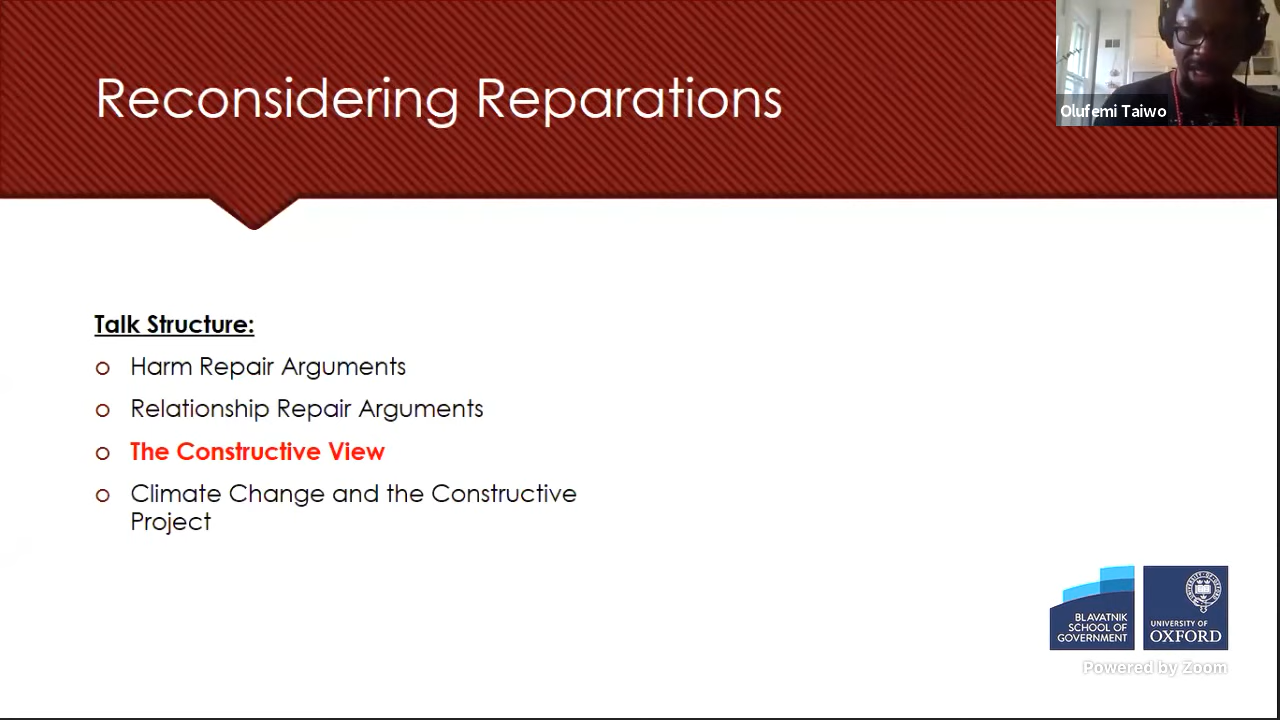 Reconsidering Reparations
Olufemi Taiwo
Talk Structure:
Harm Repair Arguments
Relationship Repair Arguments
The Constructive View
Climate Change and the Constructive
Project
BLAVATNIK
SCHOOL OF
GOVERNMENT
UNIVERSITY OF
OXFORD
Powered by Zoom